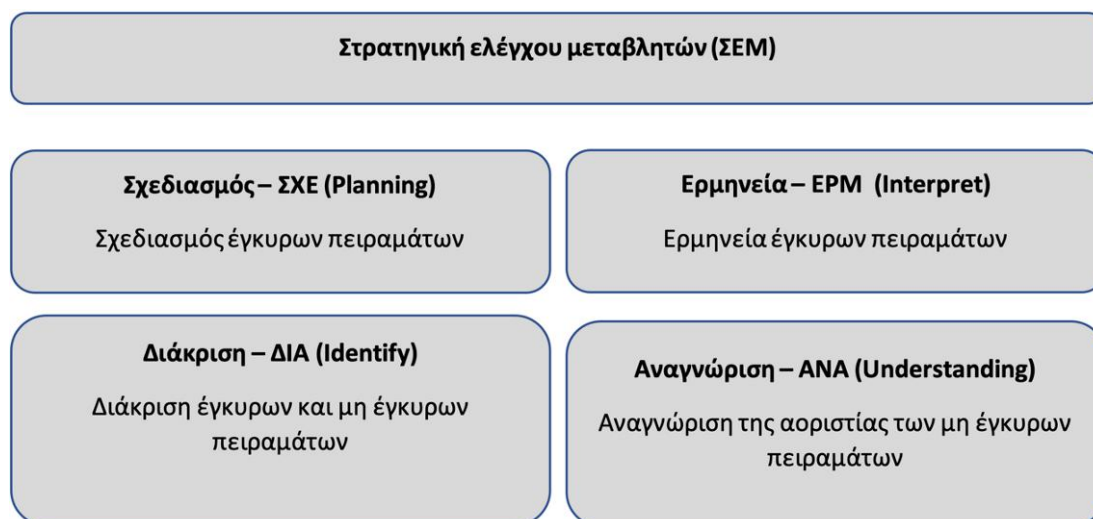 Στρατηγική ελέγχου μεταβλητών (ΣΕΜ)
Σχεδιασμός – ΣΧΕ (Planning)
Σχεδιασμός έγκυρων πειραμάτων
Ερμηνεία – ΕΡΜ (Interpret)
Ερμηνεία έγκυρων πειραμάτων
Διάκριση – ΔΙΑ (Identify)
Διάκριση έγκυρων και μη έγκυρων
πειραμάτων
Αναγνώριση – ΑΝΑ (Understanding)
Αναγνώριση της αοριστίας των μη έγκυρων
πειραμάτων